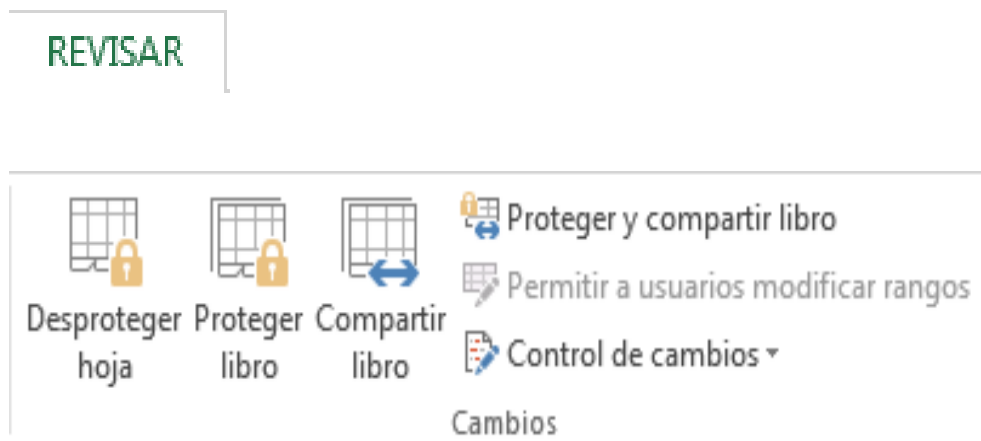 REVISAR
Desproteger
hoja
Proteger
libro
Compartir
libro
Proteger y compartir libro
Permitir a usuarios modificar rangos
Control de cambios
Cambios